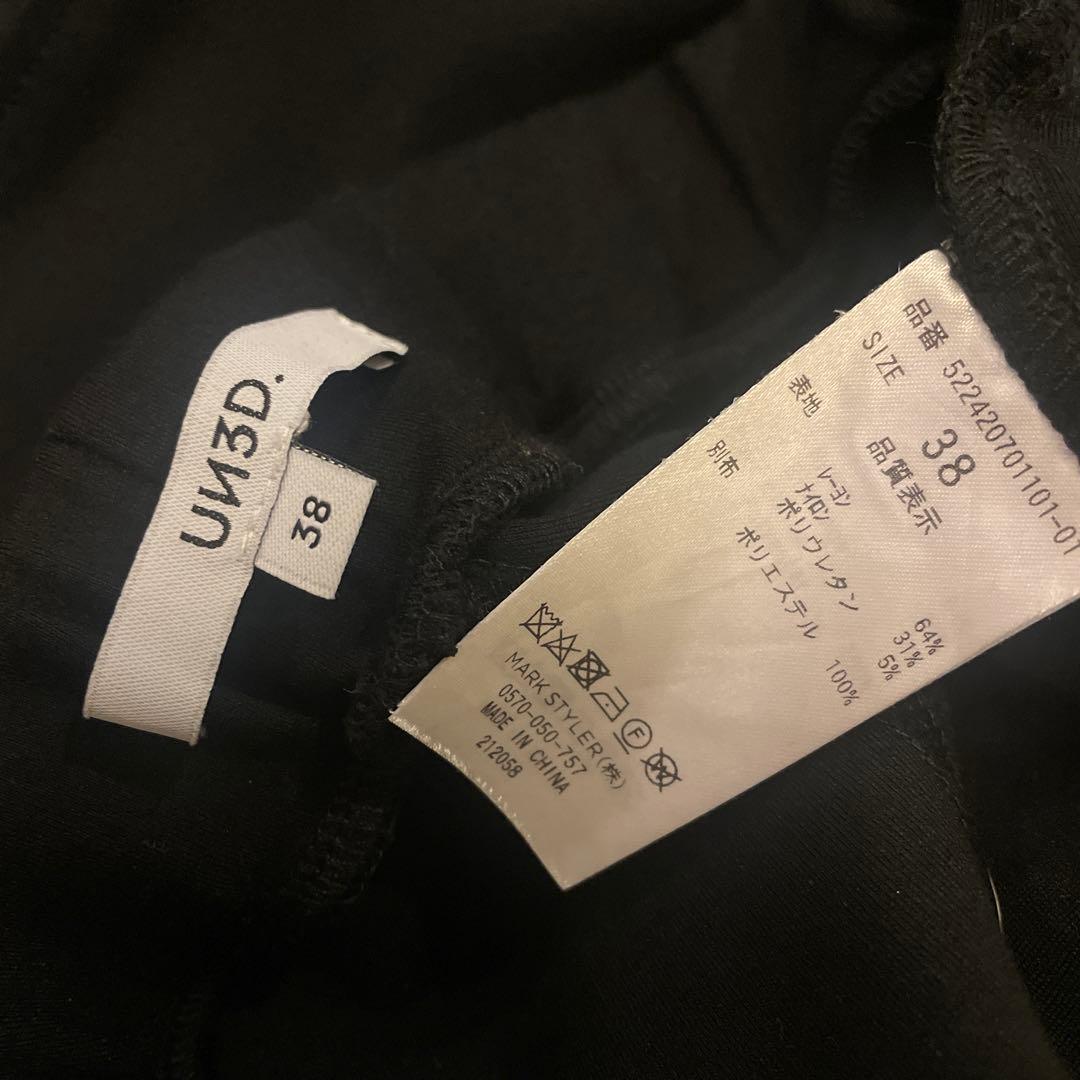 UN3D.
38
品番 522420701101-01
SIZE 38
品質表示
表地 レーヨン 64%
ナイロン 31%
ポリウレタン 5%
別布 ポリエステル 100%
MARK STYLER(株)
0570-050-757
MADE IN CHINA
212058